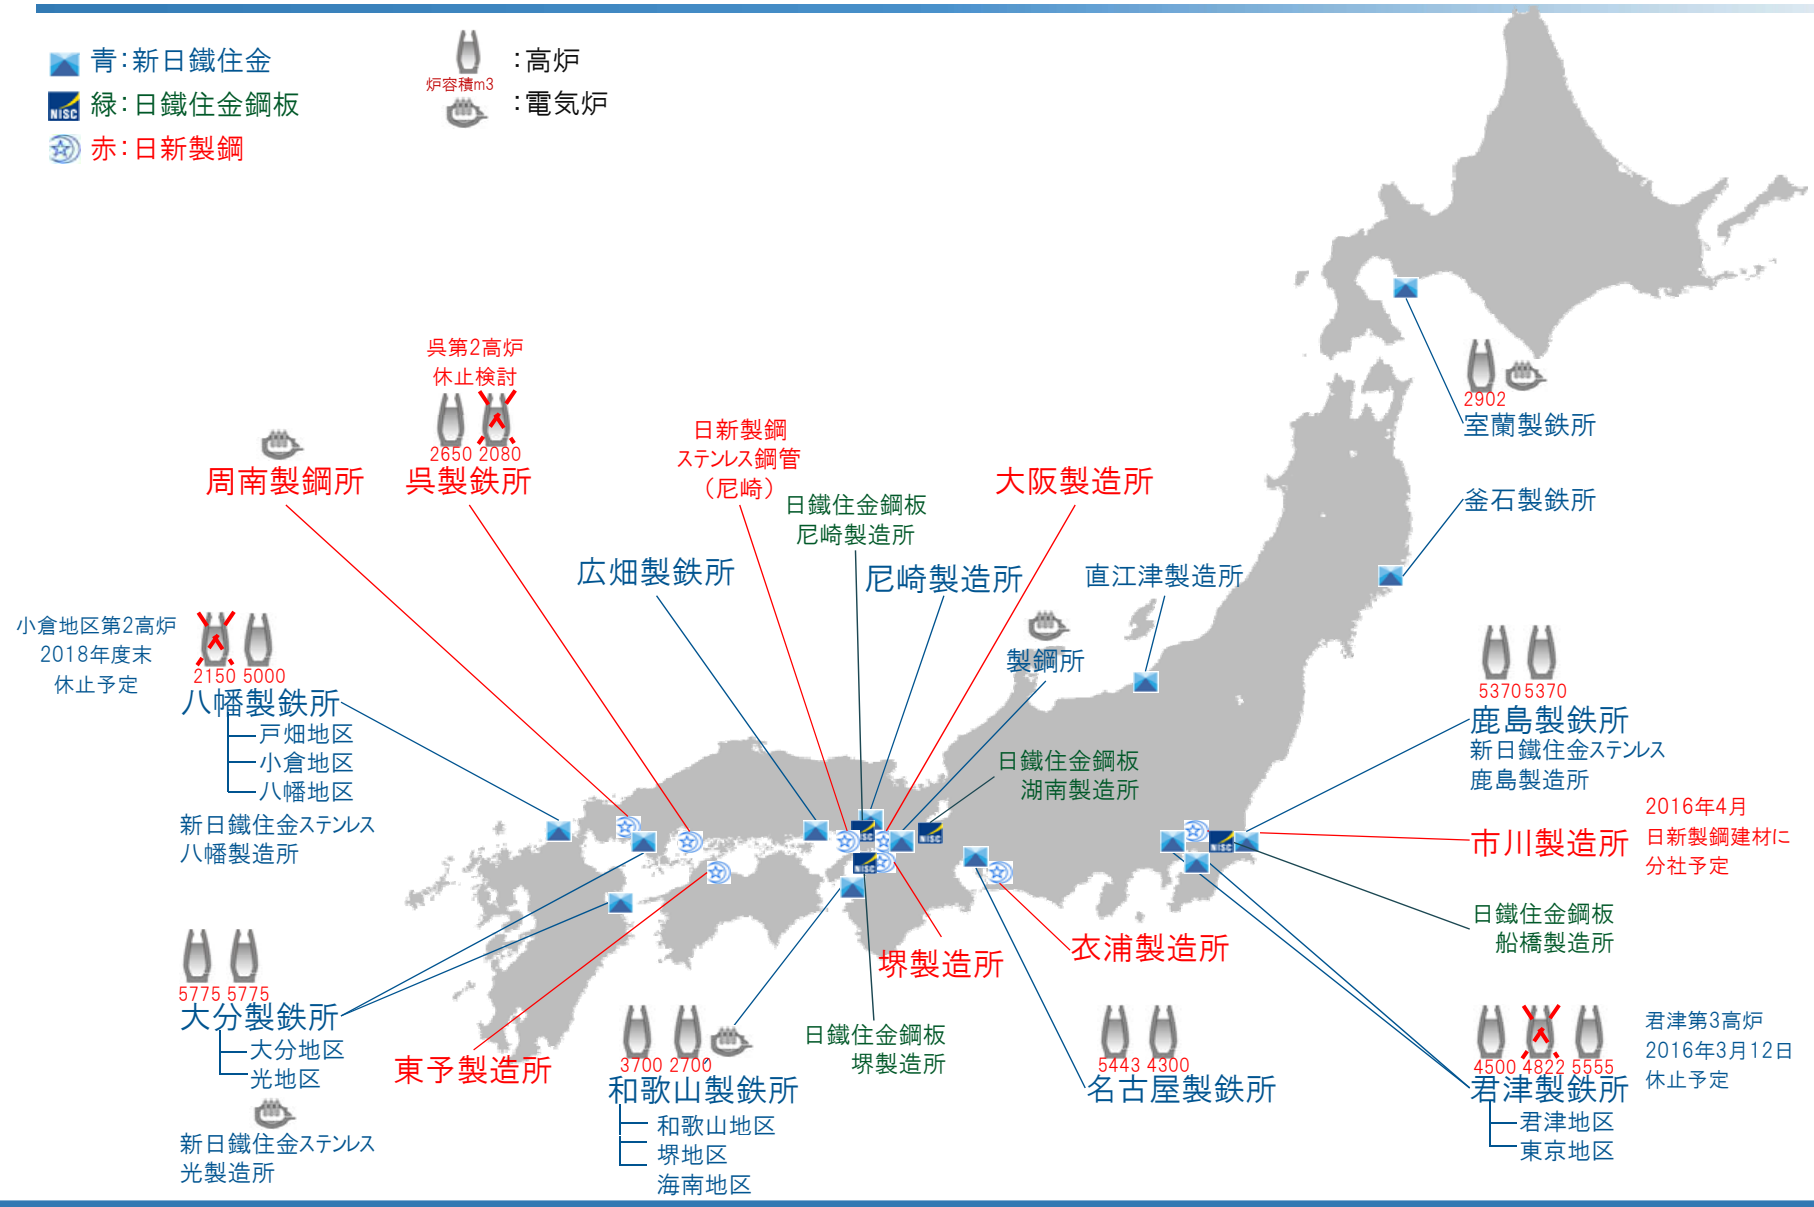 青:新日鐵住金
NISC 緑:日鐵住金鋼板
赤:日新製鋼
:高炉
炉容積m3
:電気炉
呉第2高炉
休止検討
2650 2080
呉製鉄所
周南製鋼所
日新製鋼
ステンレス鋼管
（尼崎）
日鐵住金鋼板
尼崎製造所
大阪製造所
広畑製鉄所
尼崎製造所
直江津製造所
製鋼所
2902
室蘭製鉄所
釜石製鉄所
小倉地区第2高炉
2018年度末
休止予定
2150 5000
八幡製鉄所
戸畑地区
小倉地区
八幡地区
新日鐵住金ステンレス
八幡製造所
日鐵住金鋼板
湖南製造所
5370 5370
鹿島製鉄所
新日鐵住金ステンレス
鹿島製造所
市川製造所
2016年4月
日新製鋼建材に
分社予定
日鐵住金鋼板
船橋製造所
NISC
NISC
NISC
NISC
5775 5775
大分製鉄所
大分地区
光地区
新日鐵住金ステンレス
光製造所
東予製造所
3700 2700
和歌山製鉄所
和歌山地区
堺地区
海南地区
堺製造所
日鐵住金鋼板
堺製造所
衣浦製造所
5443 4300
名古屋製鉄所
4500 4822 5555
君津製鉄所
君津地区
東京地区
君津第3高炉
2016年3月12日
休止予定